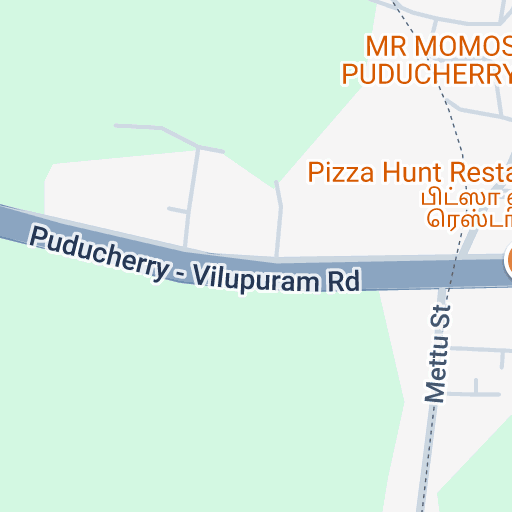 MR MOMOS
PUDUCHERRY
Pizza Hunt Resta
பிட்ஸா
ரெஸ்டா
Puducherry - Vilupuram Rd
Mettu St